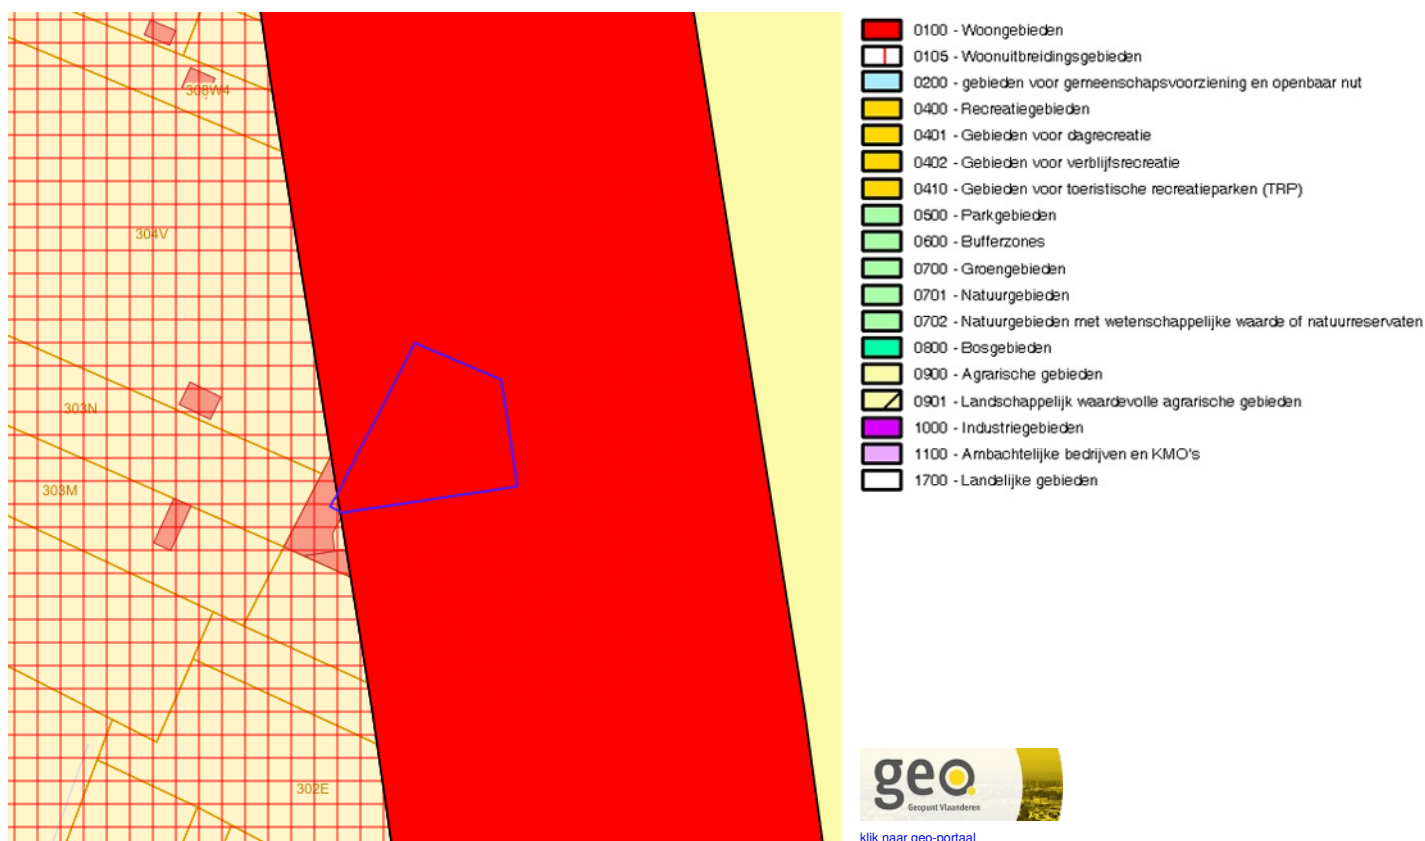 308W4
304V
303N
303M
302E
0100 - Woongebieden
0105 - Woonuitbreidingsgebieden
0200 - gebieden voor gemeenschapsvoorziening en openbaar nut
0400 - Recreatiegebieden
0401 - Gebieden voor dagrecreatie
0402 - Gebieden voor verblijfsrecreatie
0410 - Gebieden voor toeristische recreatieparken (TRP)
0500 - Parkgebieden
0600 - Bufferzones
0700 - Groengebieden
0701 - Natuurgebieden
0702 - Natuurgebieden met wetenschappelijke waarde of natuurreservaten
0800 - Bosgebieden
0900 - Agrarische gebieden
0901 - Landschappelijk waardevolle agrarische gebieden
1000 - Industriegebieden
1100 - Ambachtelijke bedrijven en KMO's
1700 - Landelijke gebieden
geo
Geopunt Vlaanderen
klik naar geo-portaal